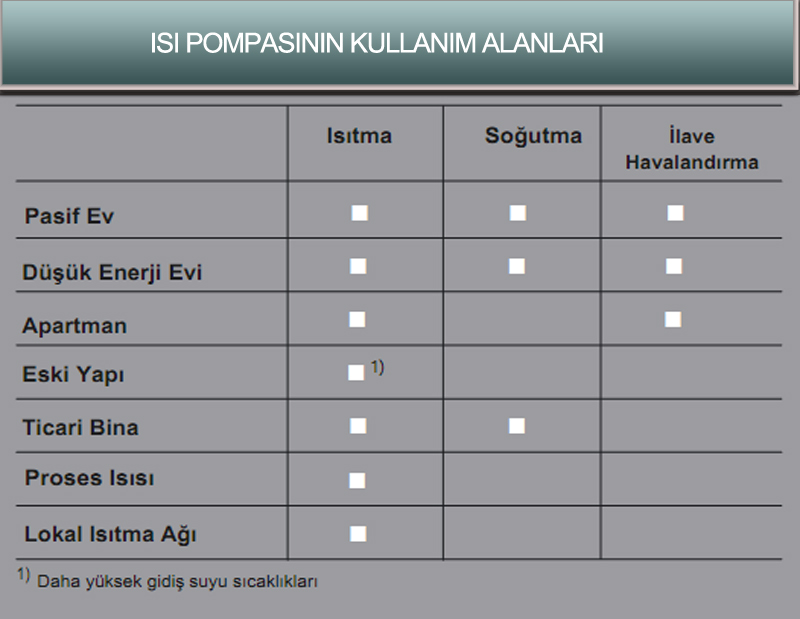 ISI POMPASININ KULLANIM ALANLARI
Isıtma Soğutma İlave Havalandırma
Pasif Ev ■ ■ ■
Düşük Enerji Evi ■ ■ ■
Apartman ■ ■
Eski Yapı ■ 1)
Ticari Bina ■ ■
Proses Isısı ■
Lokal Isıtma Ağı ■
1) Daha yüksek gidiş suyu sıcaklıkları